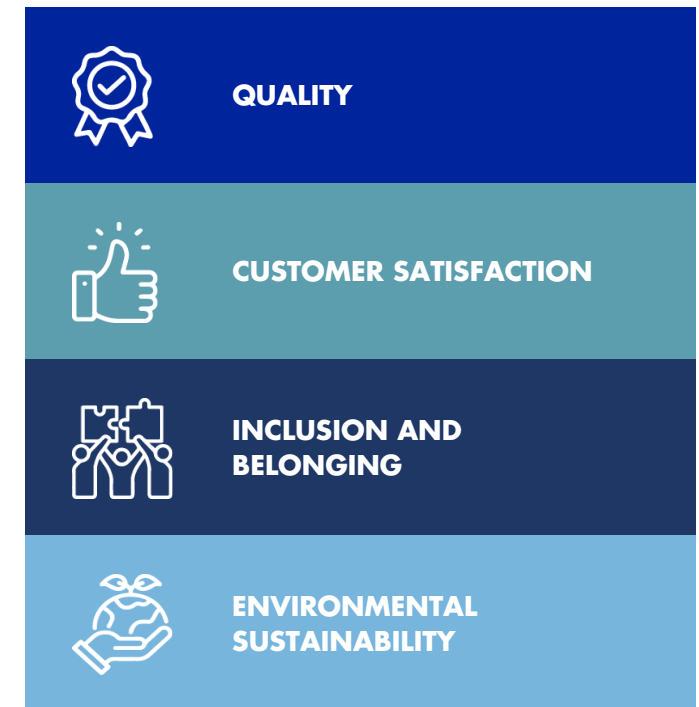 QUALITY
CUSTOMER SATISFACTION
INCLUSION AND
BELONGING
ENVIRONMENTAL
SUSTAINABILITY